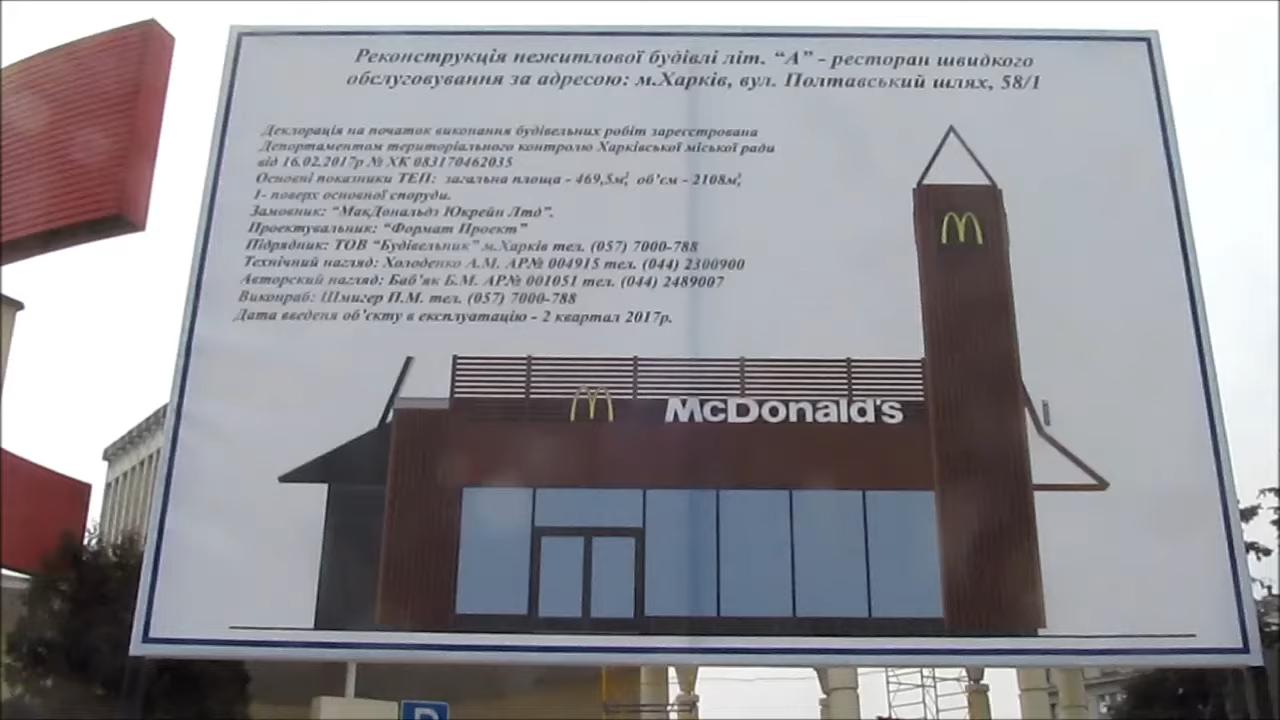 Реконструкція нежитлової будівлі літ. “А” - ресторан швидкого
обслуговування за адресою: м.Харків, вул. Полтавський шлях, 58/1
Декларація на початок виконання будівельних робіт зареєстрована
Департаментом територіального контролю Харківської міської ради
від 16.02.2017р № ХК 083170462035
Основні показники ТЕП: загальна площа - 469,5м², об'єм - 2108м³,
1- поверх основної споруди.
Замовник: “МакДональдз Юкрейн Лтд”.
Проектувальник: “Формат Проект”
Підрядник: ТОВ “Будівельник” м.Харків тел. (057) 7000-788
Технічний нагляд: Холоденко А.М. АР№ 004915 тел. (044) 2300900
Авторский нагляд: Баб'як Б.М. АР№ 001051 тел. (044) 2489007
Виконраб: Шмигер П.М. тел. (057) 7000-788
Дата введеня об'єкту в експлуатацію - 2 квартал 2017р.
McDonald's